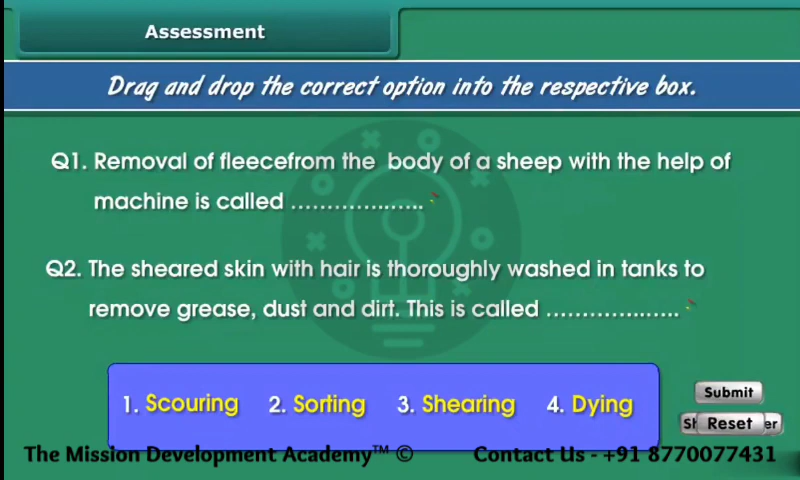 Assessment
Drag and drop the correct option into the respective box.
Q1. Removal of fleecefrom the body of a sheep with the help of
machine is called ...................
Q2. The sheared skin with hair is thoroughly washed in tanks to
remove grease, dust and dirt. This is called ...................
1. Scouring 2. Sorting 3. Shearing 4. Dying
Submit
Reset
The Mission Development Academy™ © Contact Us - +91 8770077431